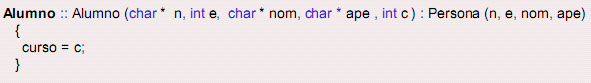 Alumno :: Alumno (char* n, int e, char * nom, char * ape , int c ) : Persona (n, e, nom, ape)
{
curso = c;
}